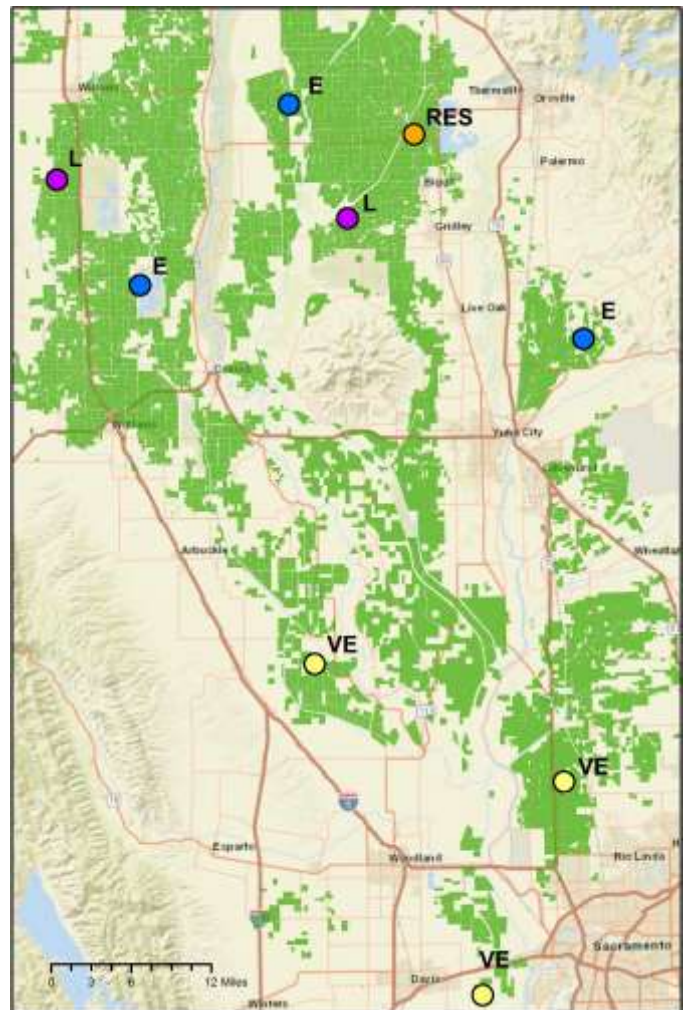 E
Thermalito
Oroville
RES
L
Palermo
Biggs
L
Gridley
E
Live Oak
E
Colusa
Williams
Yuba City
Olivehurst
Arbuckle
Wheatland
VE
VE
Esparto
Woodland
Rio Linda
Sacramento
VE
Davis
0 3 6 12 Miles
Winters